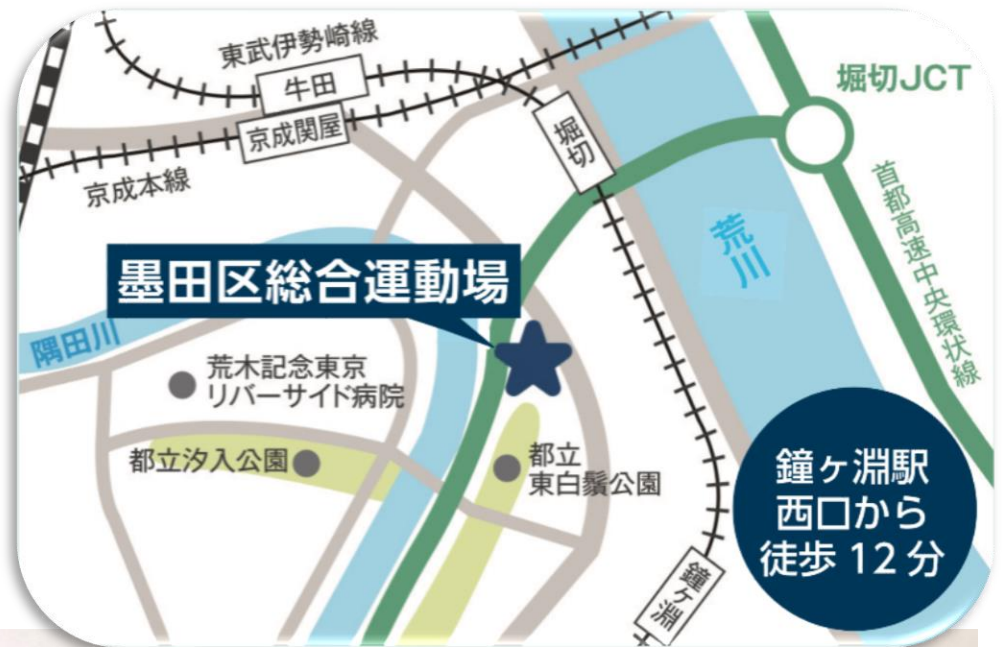 東武伊勢崎線
牛田
堀切JCT
京成関屋
堀切
京成本線
首都高速中央環状線
荒川
墨田区総合運動場
隅田川
荒木記念東京
リバーサイド病院
都立汐入公園
都立
東白鬚公園
鐘ヶ淵駅
西口から
徒歩 12 分
鐘ヶ淵